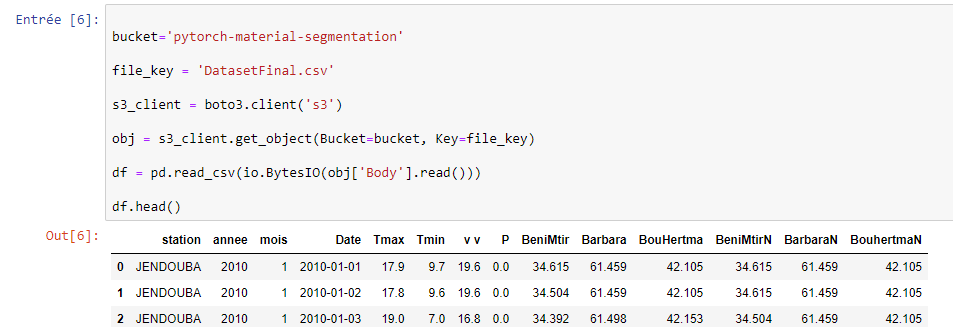 Entrée [6]:
bucket='pytorch-material-segmentation'
file_key = 'DatasetFinal.csv'
s3_client = boto3.client('s3')
obj = s3_client.get_object(Bucket=bucket, Key=file_key)
df = pd.read_csv(io.BytesIO(obj['Body'].read()))
df.head()
Out[6]:
station annee mois Date Tmax Tmin v v P BeniMtir Barbara BouHertma BeniMtirN BarbaraN BouhertmaN
0 JENDOUBA 2010 1 2010-01-01 17.9 9.7 19.6 0.0 34.615 61.459 42.105 34.615 61.459 42.105
1 JENDOUBA 2010 1 2010-01-02 17.8 9.6 19.6 0.0 34.504 61.459 42.105 34.615 61.459 42.105
2 JENDOUBA 2010 1 2010-01-03 19.0 7.0 16.8 0.0 34.392 61.498 42.153 34.504 61.459 42.105